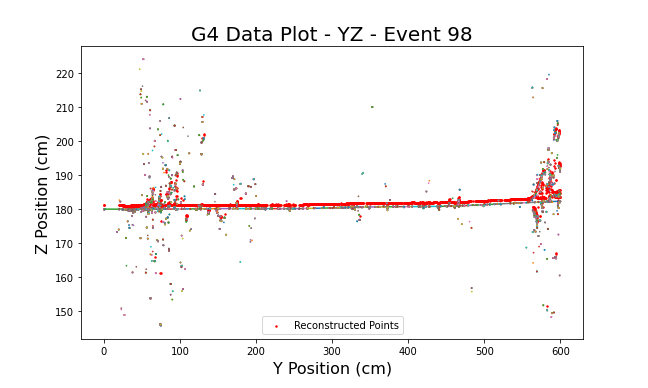 G4 Data Plot - YZ - Event 98
Z Position (cm)
220
210
200
190
180
170
160
150
Reconstructed Points
0 100 200 300 400 500 600
Y Position (cm)